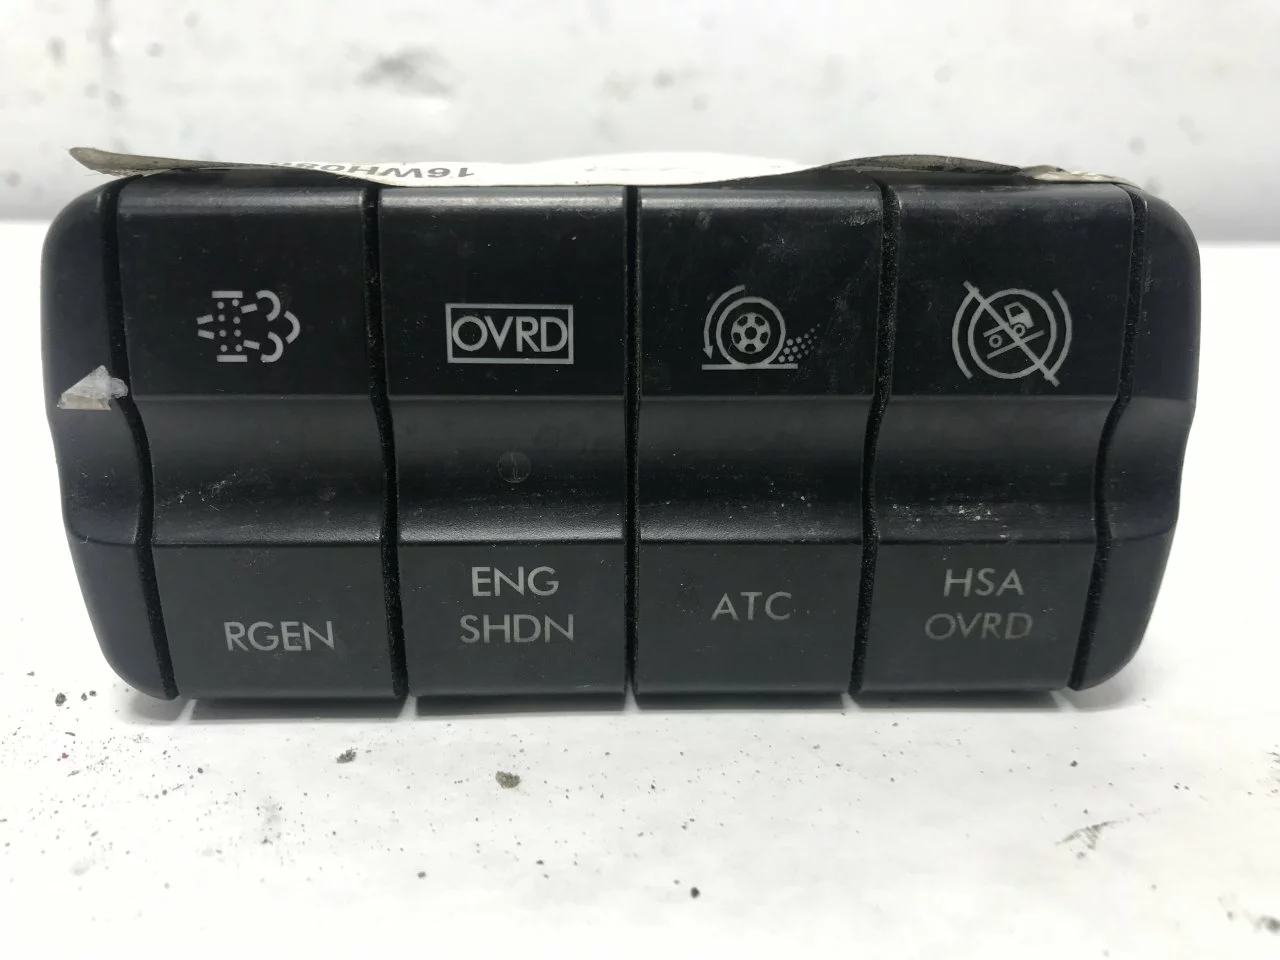 OVRD
RGEN
ENG
SHDN
ATC
HSA
OVRD